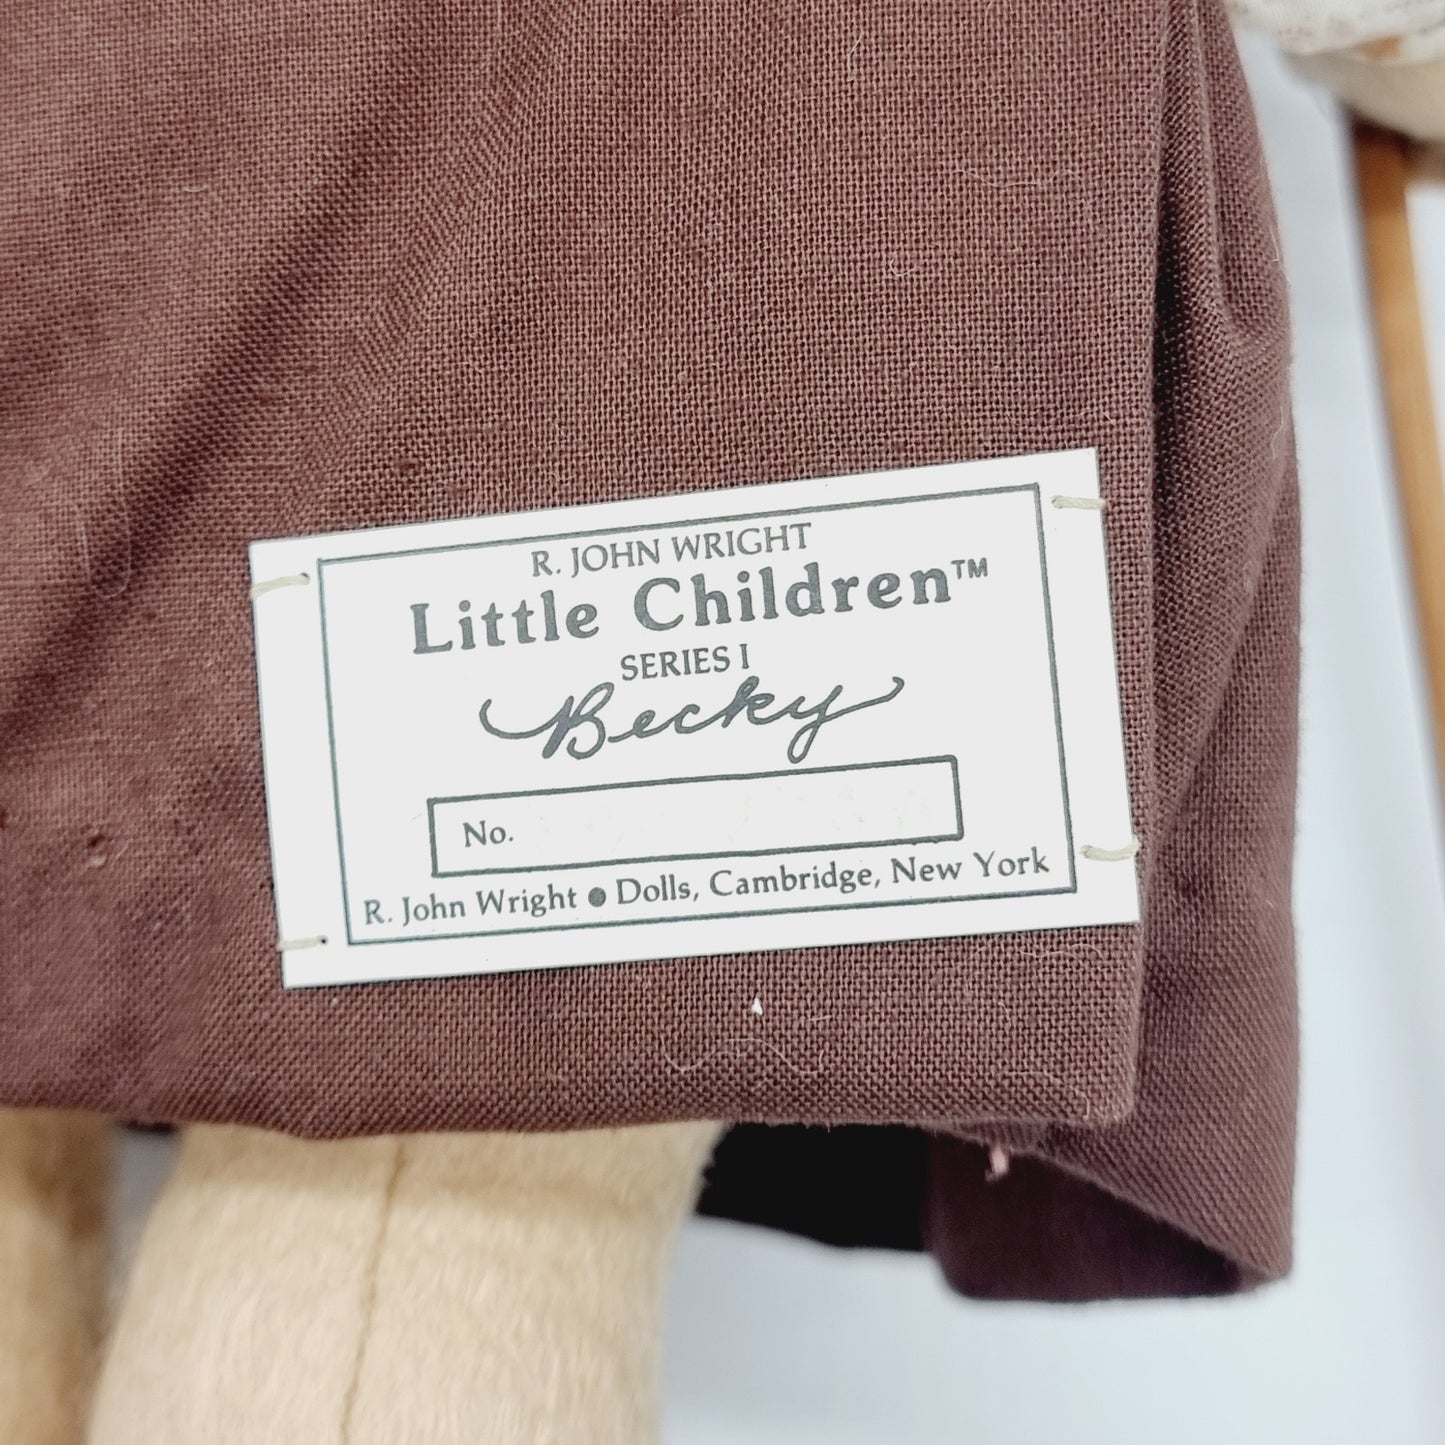 R. JOHN WRIGHT
Little Children™
SERIES I
Becky
No.
R. John Wright ● Dolls, Cambridge, New York